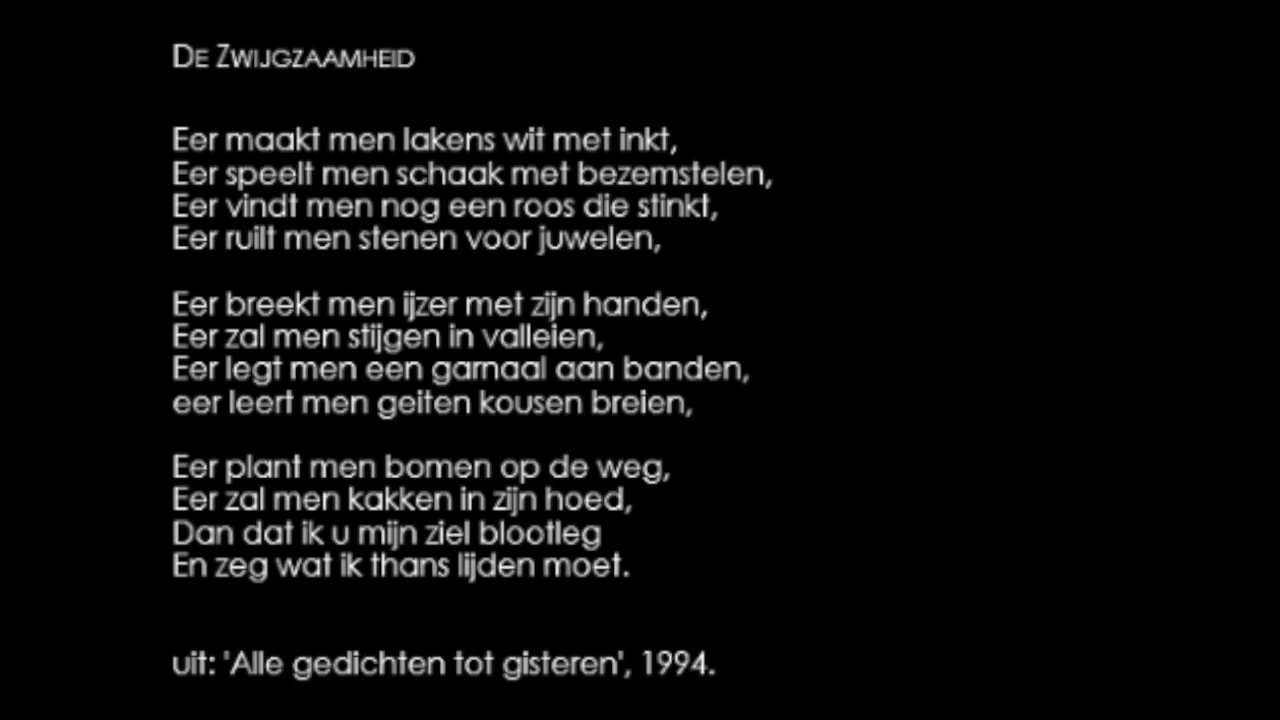 De Zwijgzaamheid
Eer maakt men lakens wit met inkt,
Eer speelt men schaak met bezemstelen,
Eer vindt men nog een roos die stinkt,
Eer ruilt men stenen voor juwelen,
Eer breekt men ijzer met zijn handen,
Eer zal men stijgen in valleien,
Eer legt men een garnaal aan banden,
eer leert men geiten kousen breien,
Eer plant men bomen op de weg,
Eer zal men kakken in zijn hoed,
Dan dat ik u mijn ziel blootleg
En zeg wat ik thans lijden moet.
uit: 'Alle gedichten tot gisteren', 1994.